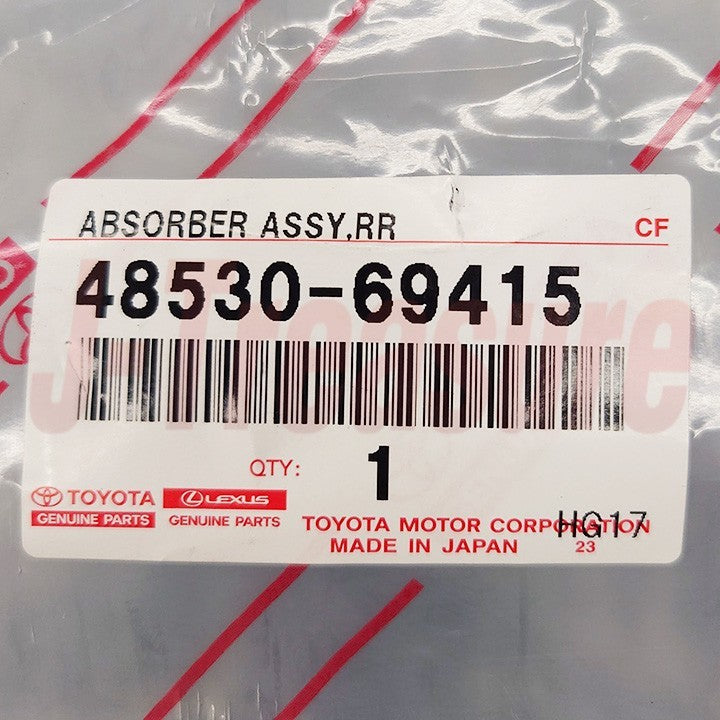 ABSORBER ASSY,RR CF
48530-69415
J-Treasure
QTY: 1
TOYOTA LEXUS
GENUINE PARTS GENUINE PARTS
TOYOTA MOTOR CORPORATION HG17
MADE IN JAPAN 23